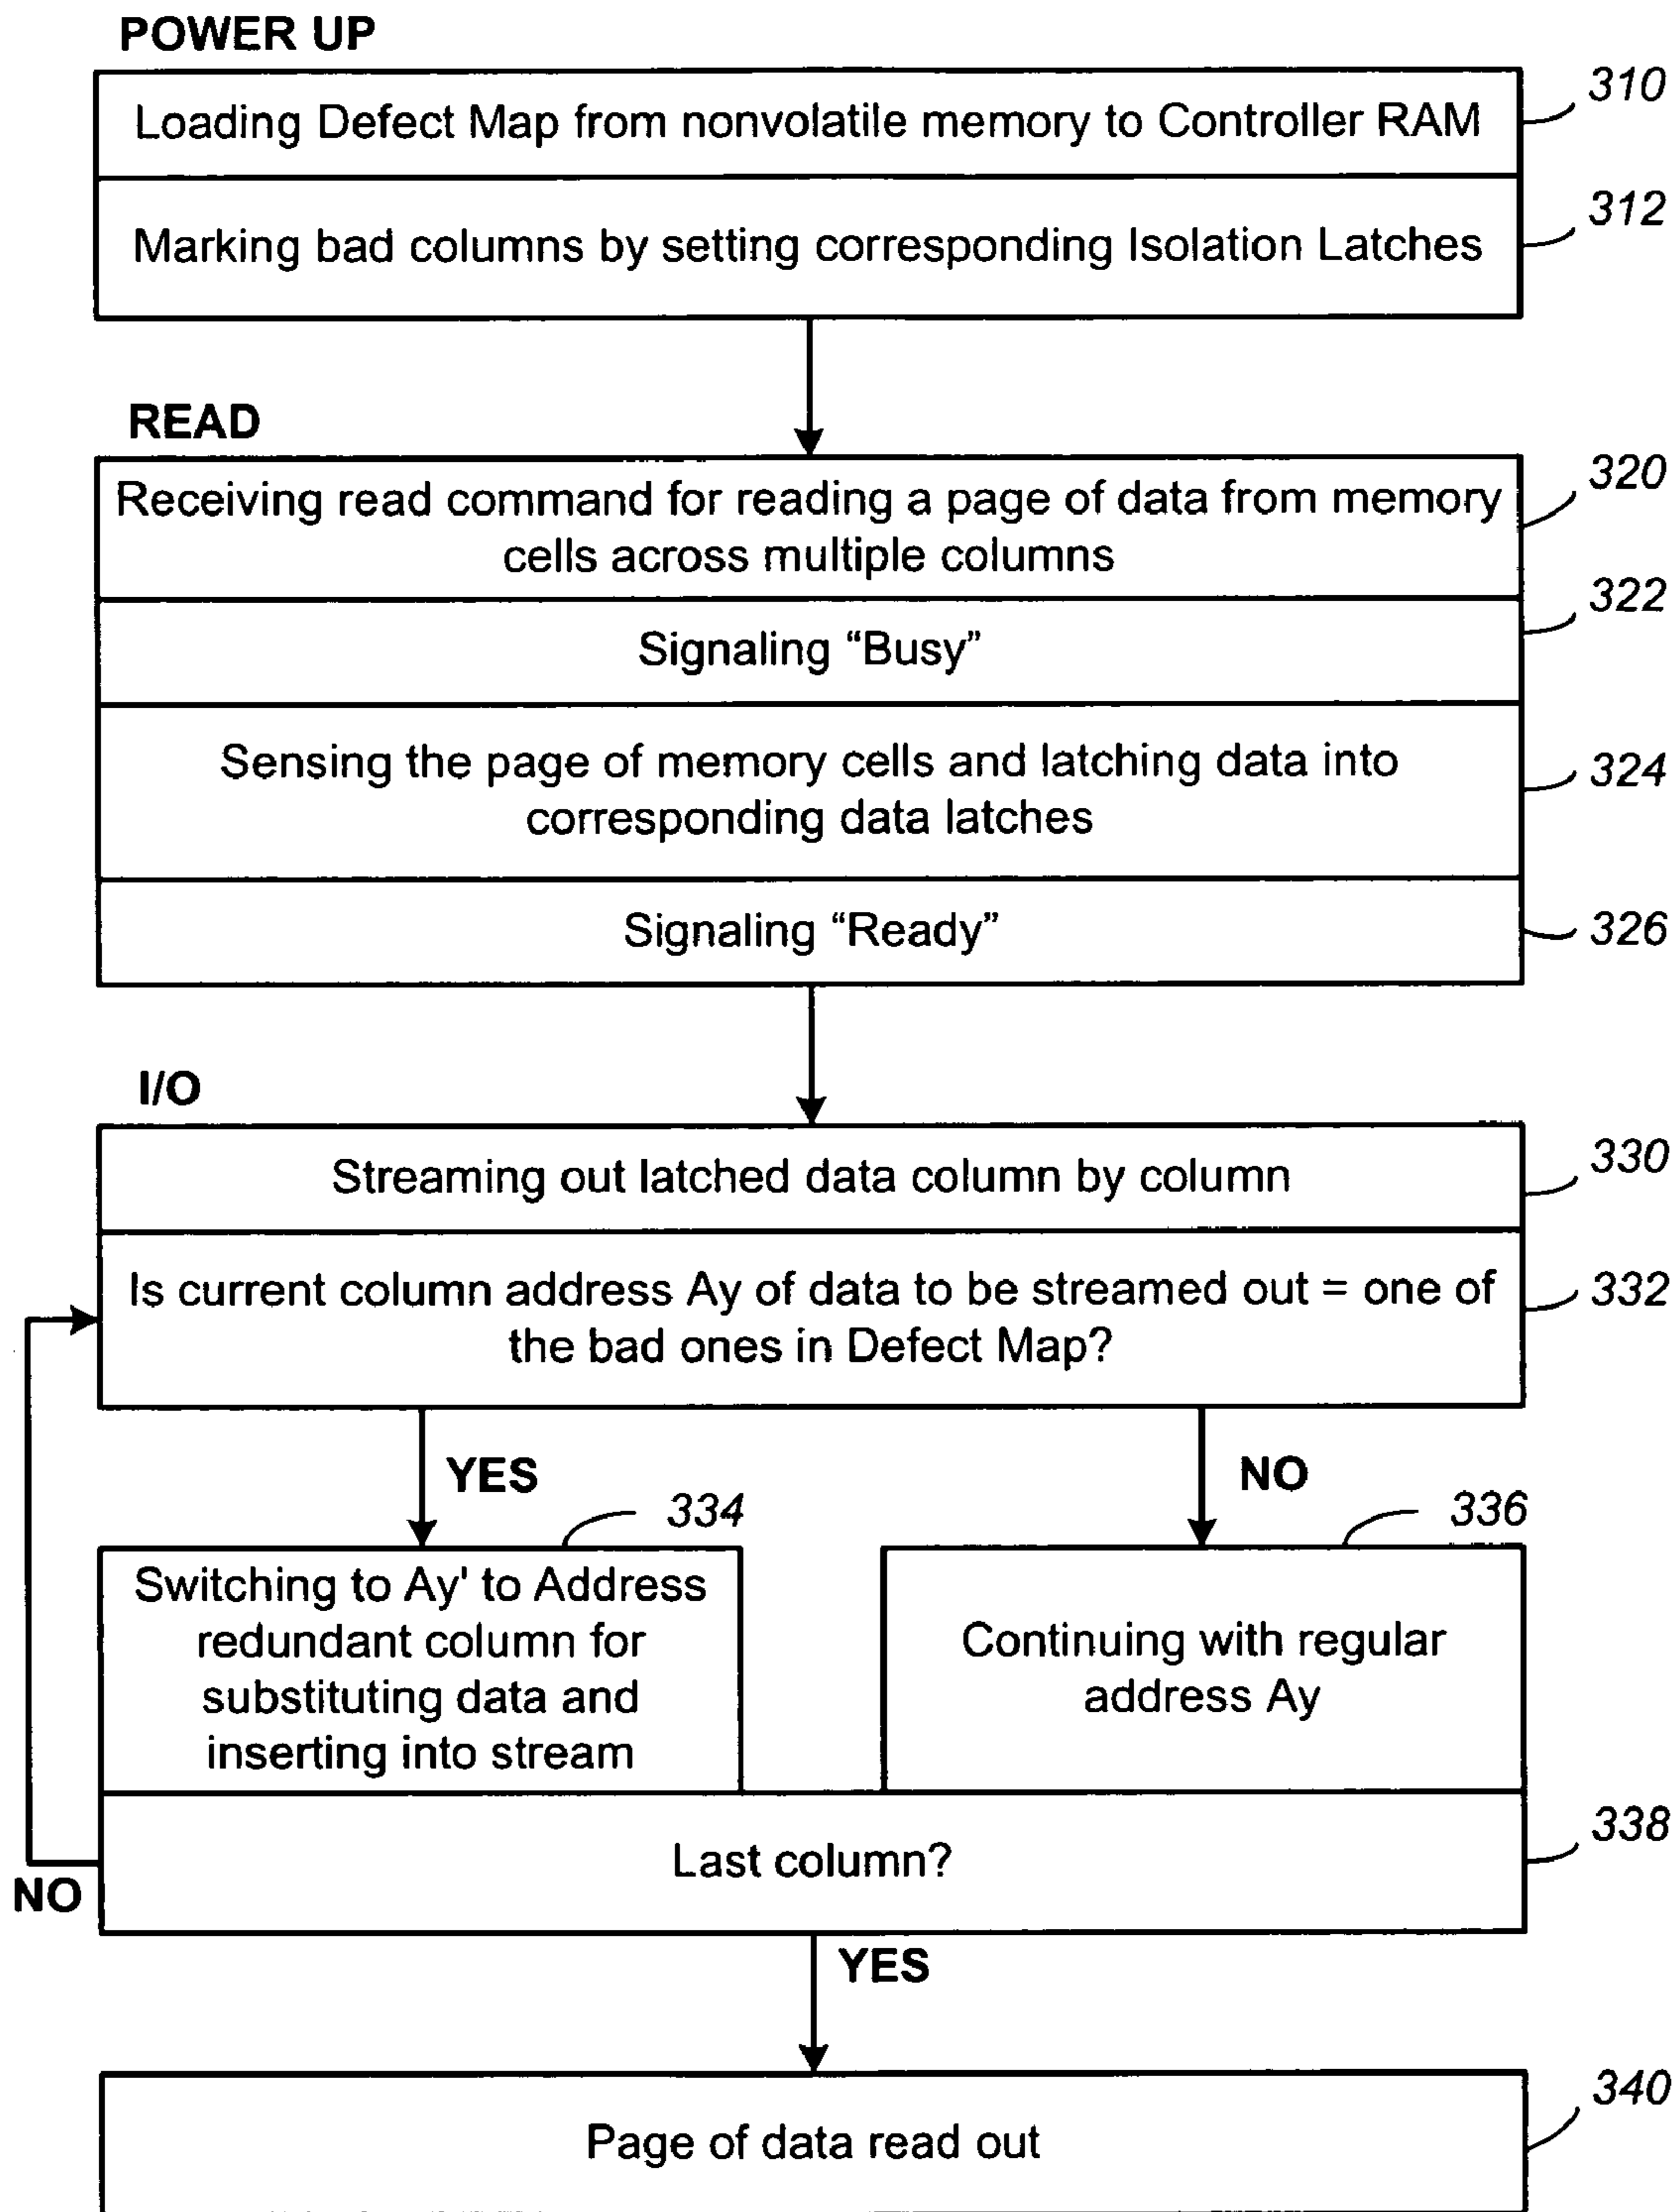 POWER UP
310
Loading Defect Map from nonvolatile memory to Controller RAM
312
Marking bad columns by setting corresponding Isolation Latches
READ
320
Receiving read command for reading a page of data from memory
cells across multiple columns
322
Signaling “Busy”
Sensing the page of memory cells and latching data into
324
corresponding data latches
Signaling “Ready”
326
I/O
330
Streaming out latched data column by column
Is current column address Ay of data to be streamed out = one of
332
the bad ones in Defect Map?
YES
NO
334
336
Switching to Ay' to Address
redundant column for
substituting data and
inserting into stream
Continuing with regular
address Ay
338
Last column?
NO
YES
340
Page of data read out